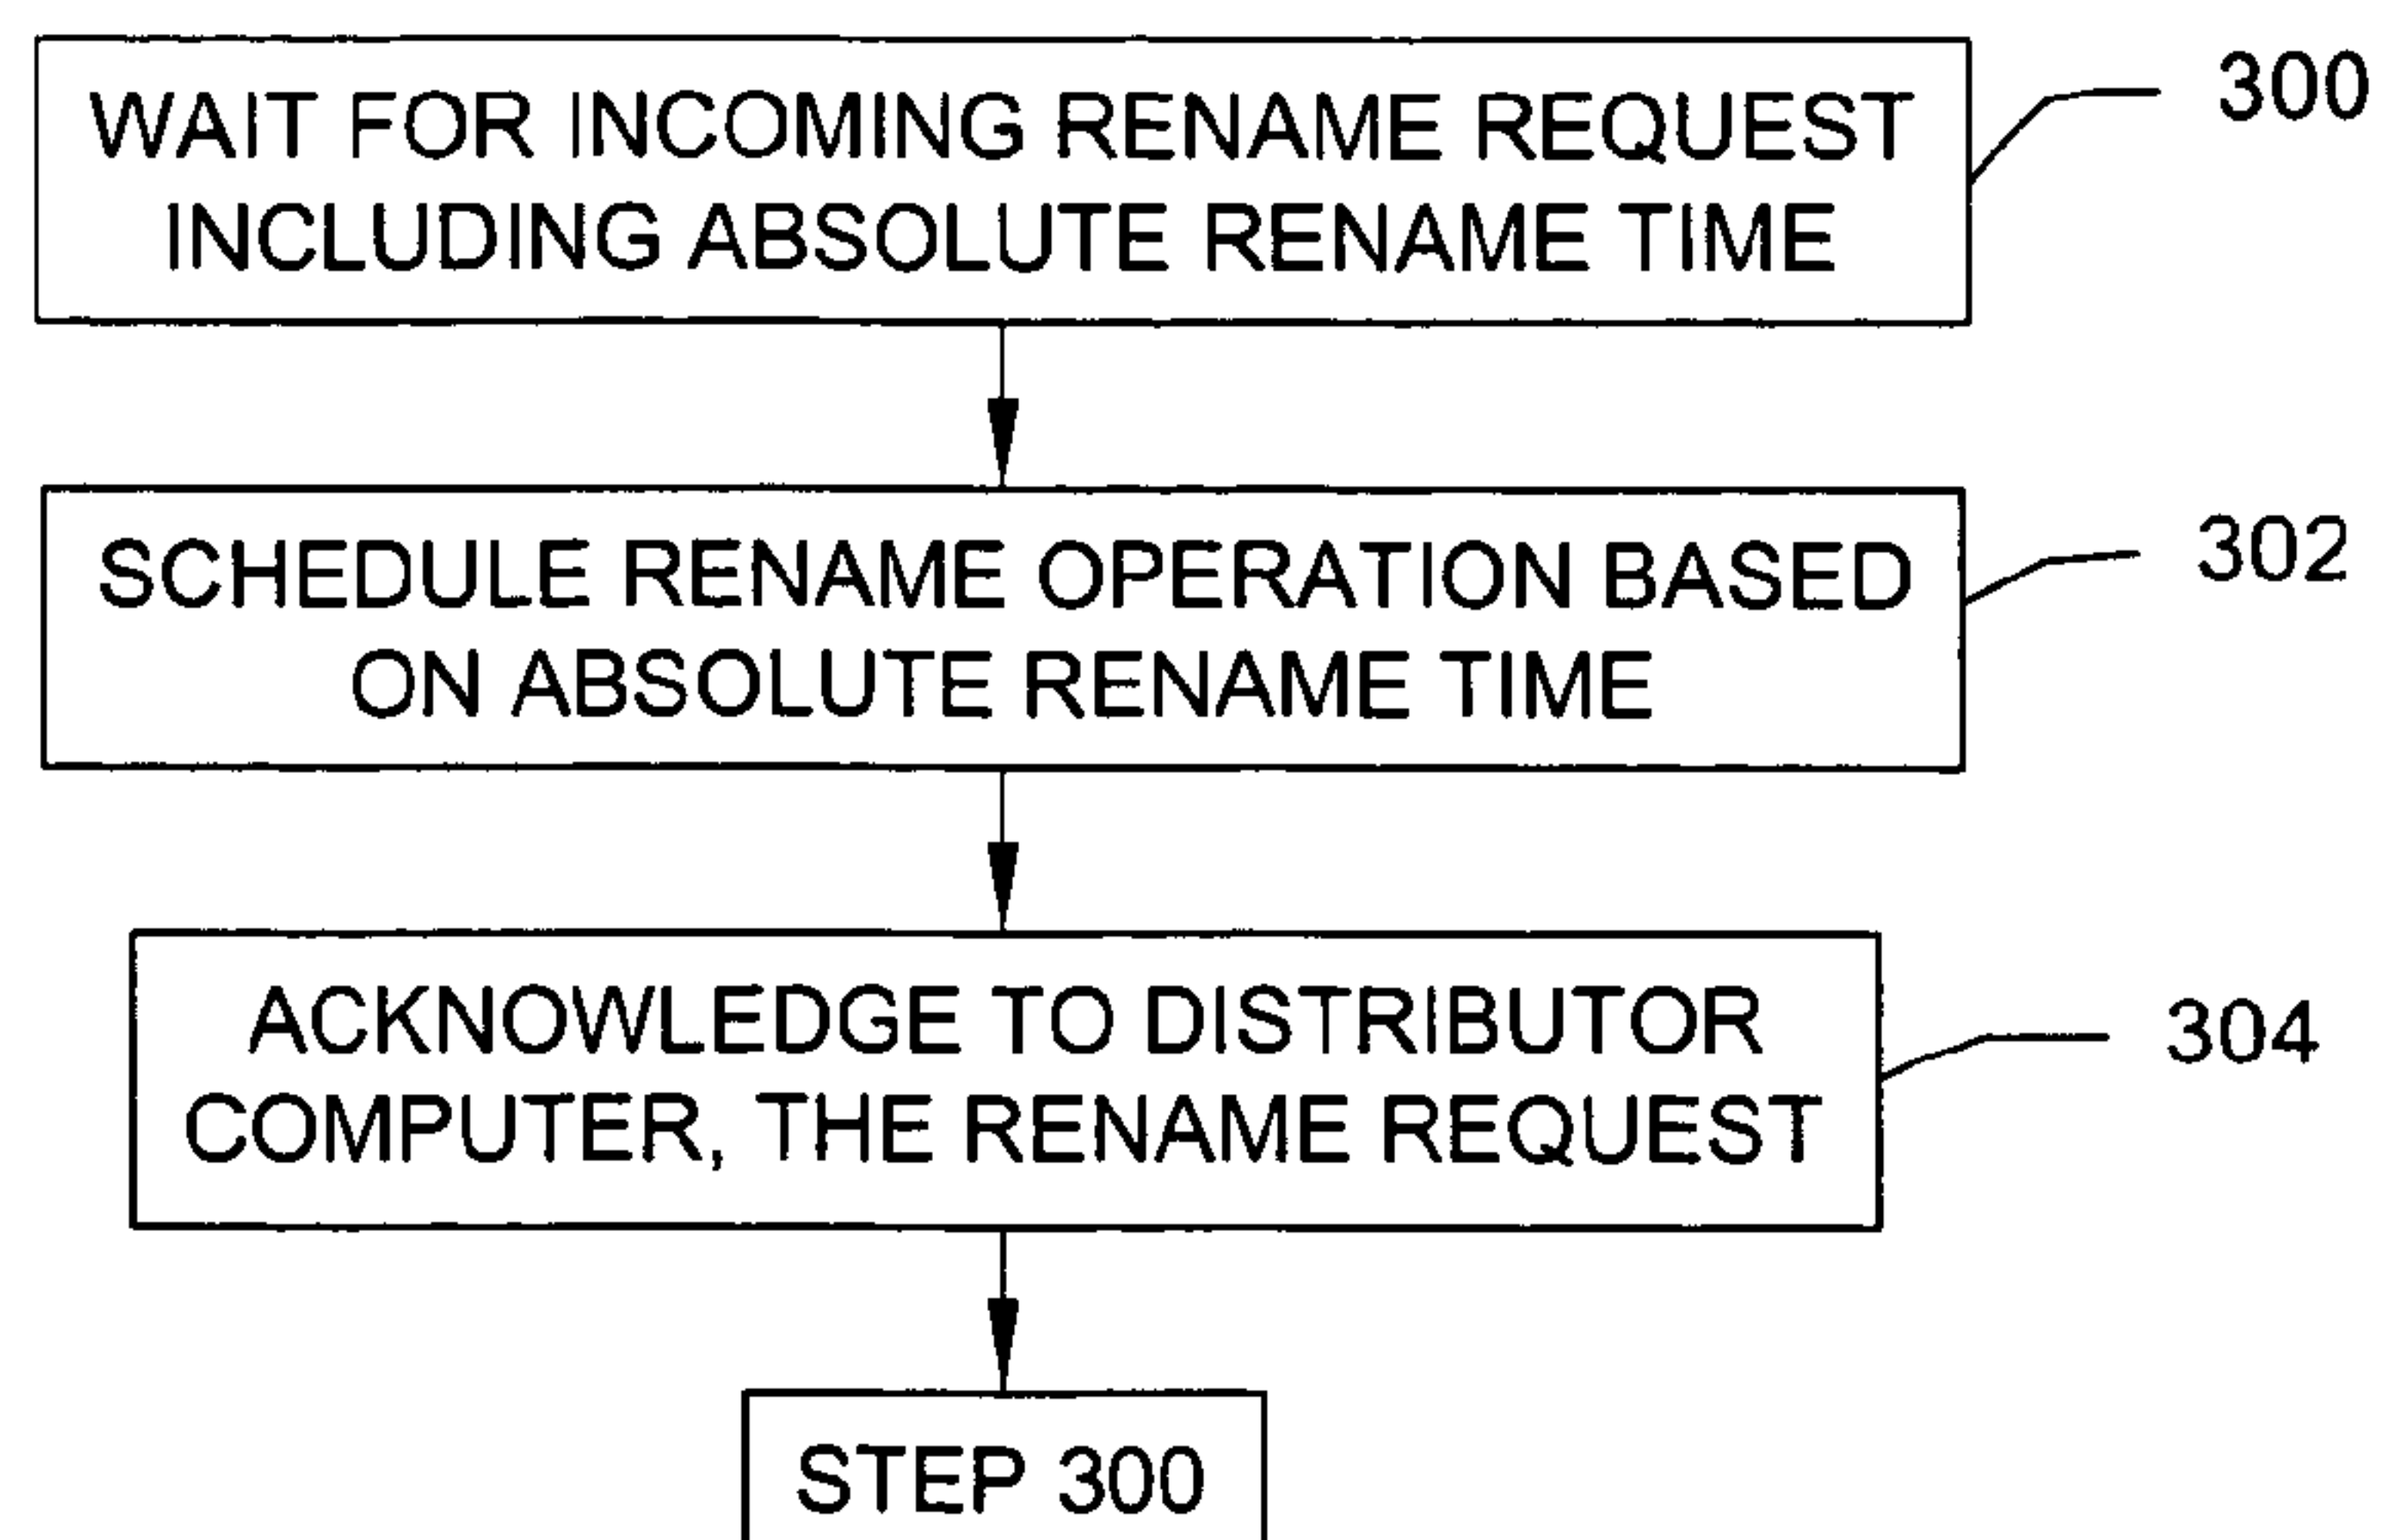 WAIT FOR INCOMING RENAME REQUEST
INCLUDING ABSOLUTE RENAME TIME
300
SCHEDULE RENAME OPERATION BASED
ON ABSOLUTE RENAME TIME
302
ACKNOWLEDGE TO DISTRIBUTOR
COMPUTER, THE RENAME REQUEST
304
STEP 300